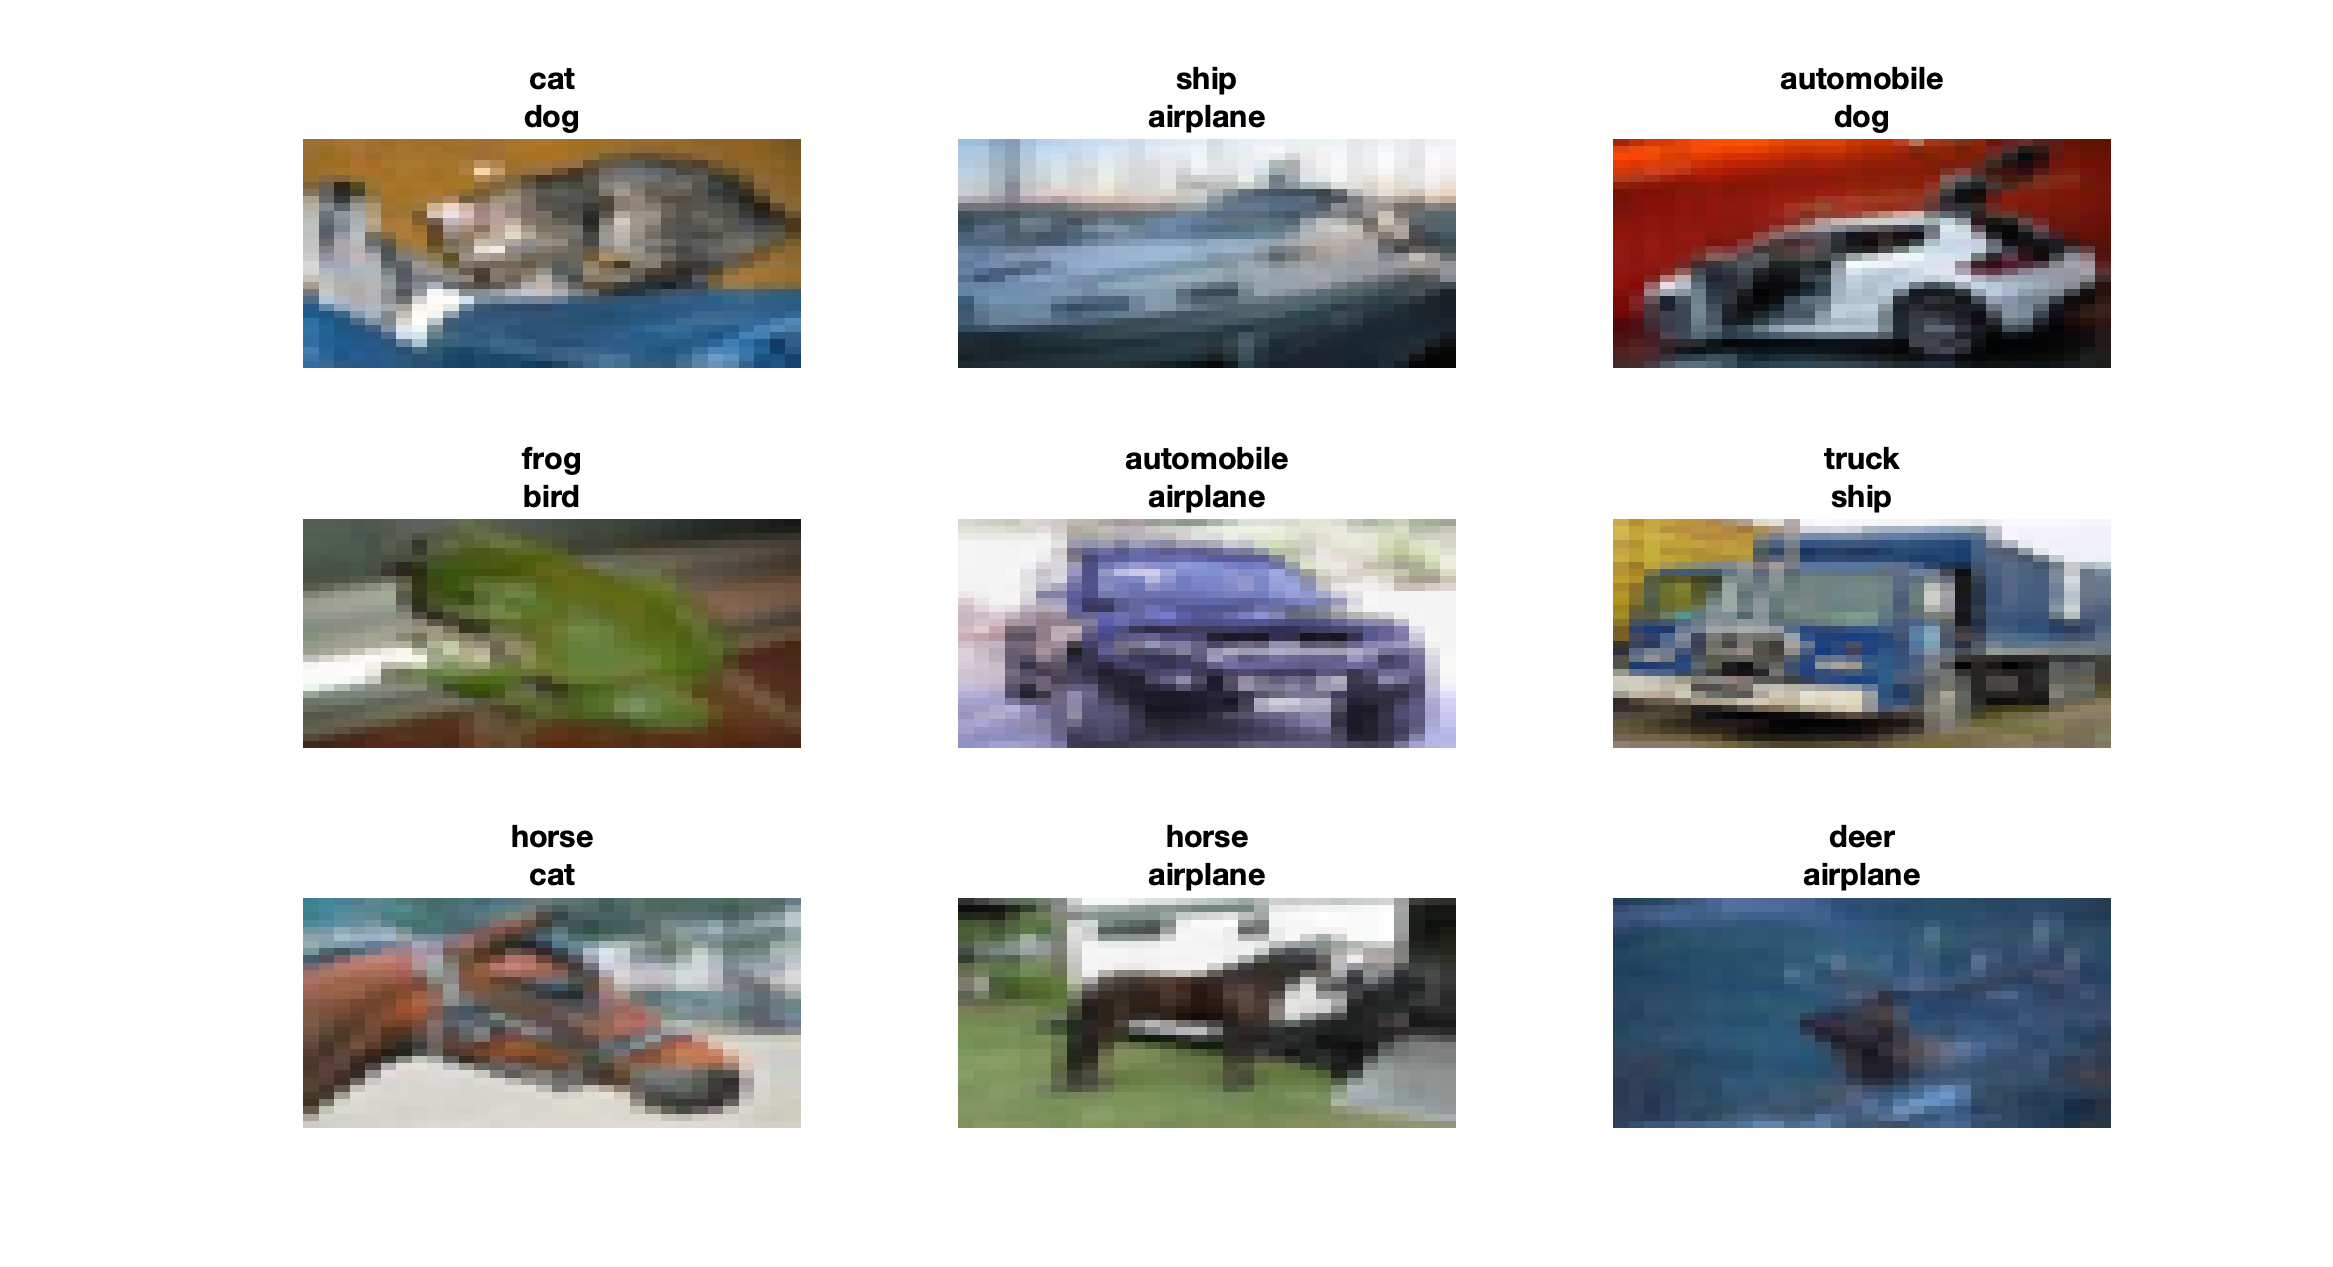 cat
dog
ship
airplane
automobile
dog
frog
bird
automobile
airplane
truck
ship
horse
cat
horse
airplane
deer
airplane